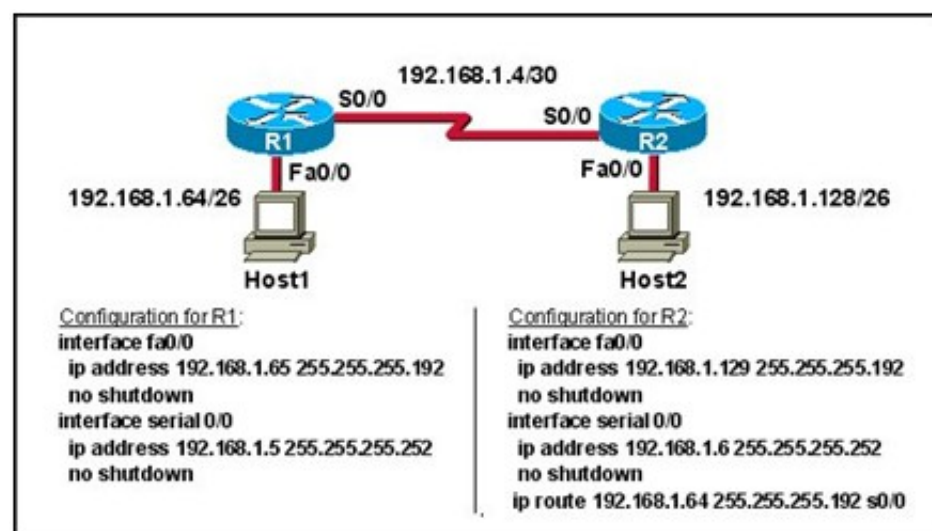 192.168.1.4/30
S0/0
S0/0
R1
R2
Fa0/0
Fa0/0
192.168.1.64/26
192.168.1.128/26
Host1
Host2
Configuration for R1:
interface fa0/0
ip address 192.168.1.65 255.255.255.192
no shutdown
interface serial 0/0
ip address 192.168.1.5 255.255.255.252
no shutdown
Configuration for R2:
interface fa0/0
ip address 192.168.1.129 255.255.255.192
no shutdown
interface serial 0/0
ip address 192.168.1.6 255.255.255.252
no shutdown
ip route 192.168.1.64 255.255.255.192 s0/0